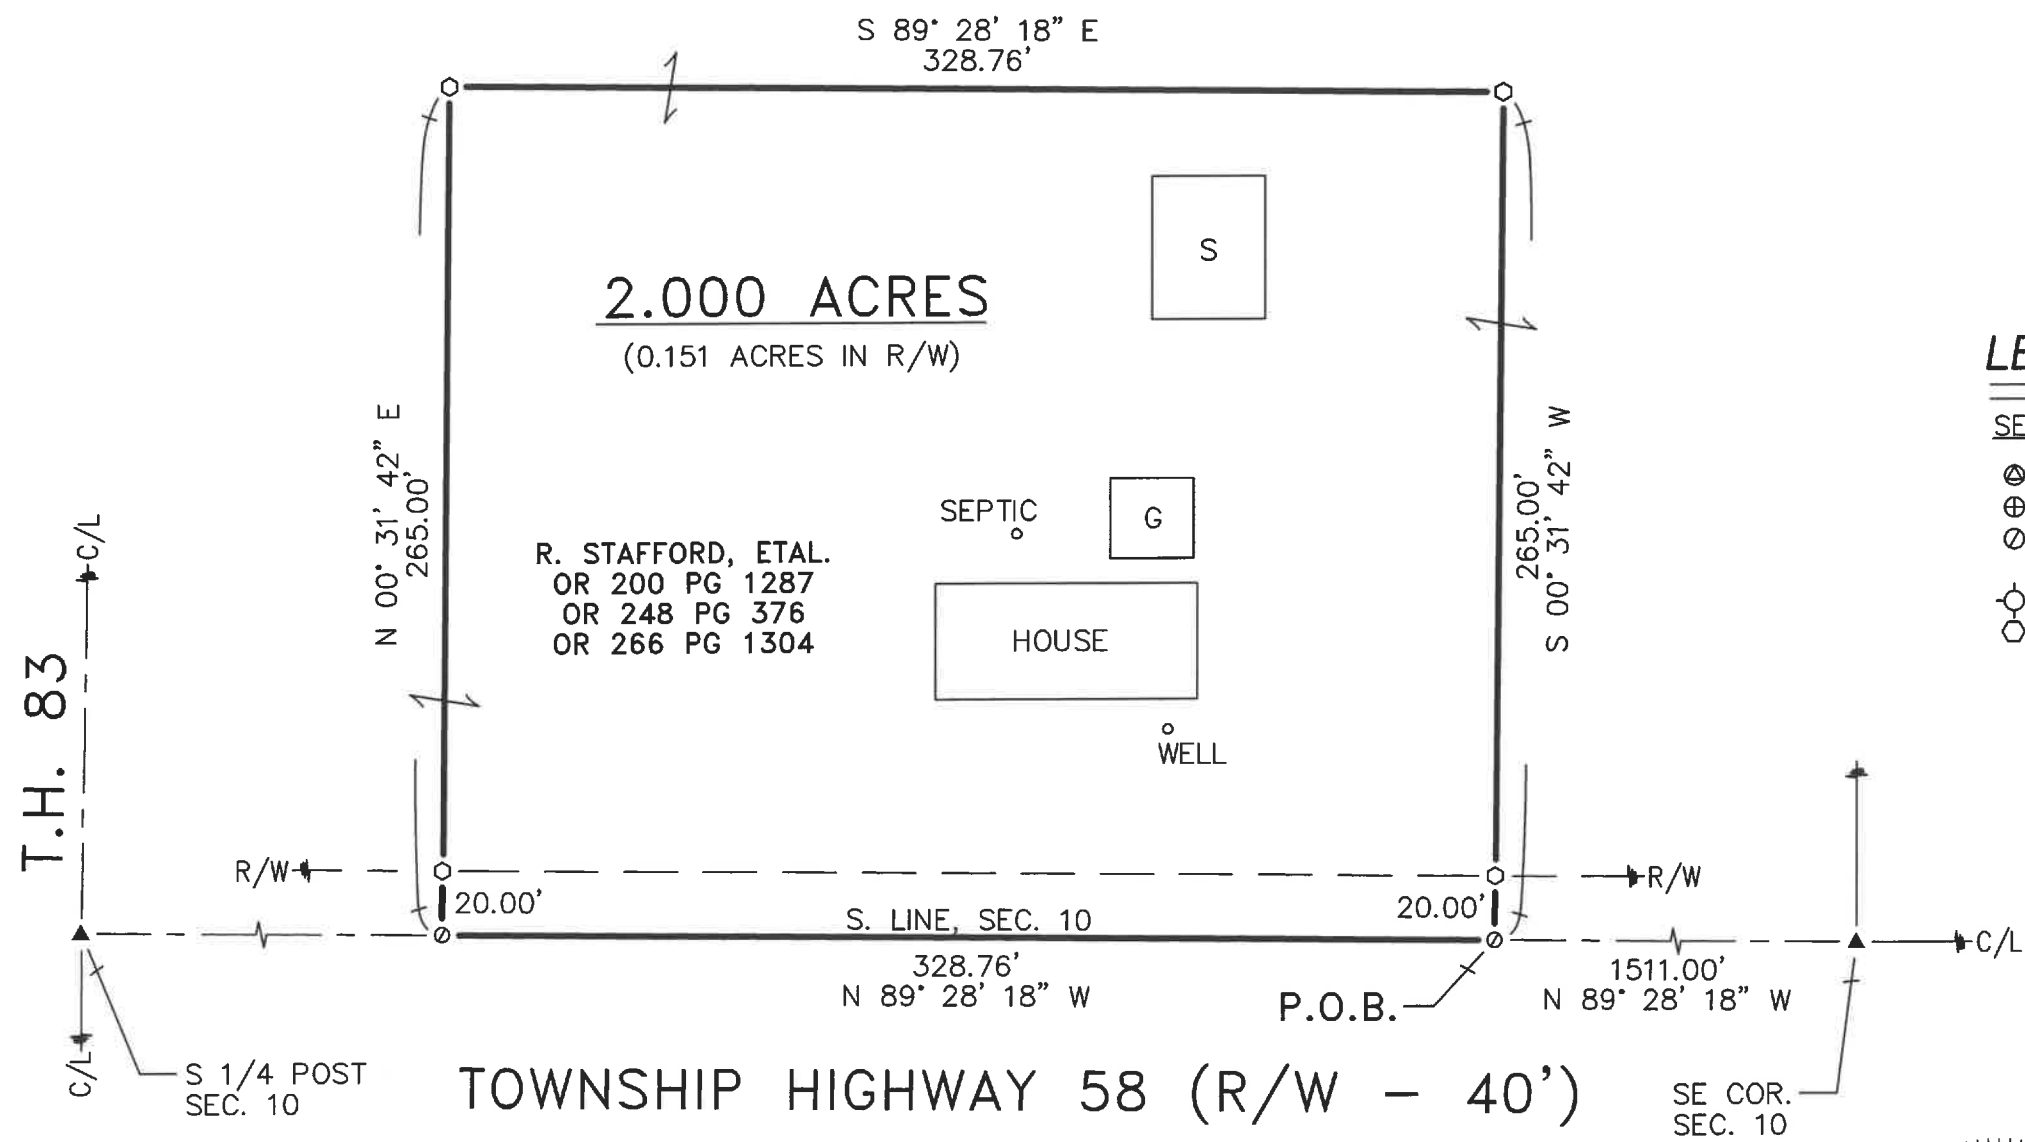 S 89° 28' 18" E
328.76'
S
2.000 ACRES
(0.151 ACRES IN R/W)
N 00° 31' 42" E
265.00'
265.00'
S 00° 31' 42" W
SEPTIC
G
R. STAFFORD, ETAL.
OR 200 PG 1287
OR 248 PG 376
OR 266 PG 1304
HOUSE
WELL
C/L
T.H. 83
R/W
R/W
20.00'
20.00'
S. LINE, SEC. 10
328.76'
N 89° 28' 18" W
P.O.B.
1511.00'
N 89° 28' 18" W
C/L
C/L
S 1/4 POST
SEC. 10
TOWNSHIP HIGHWAY 58 (R/W - 40')
SE COR.
SEC. 10